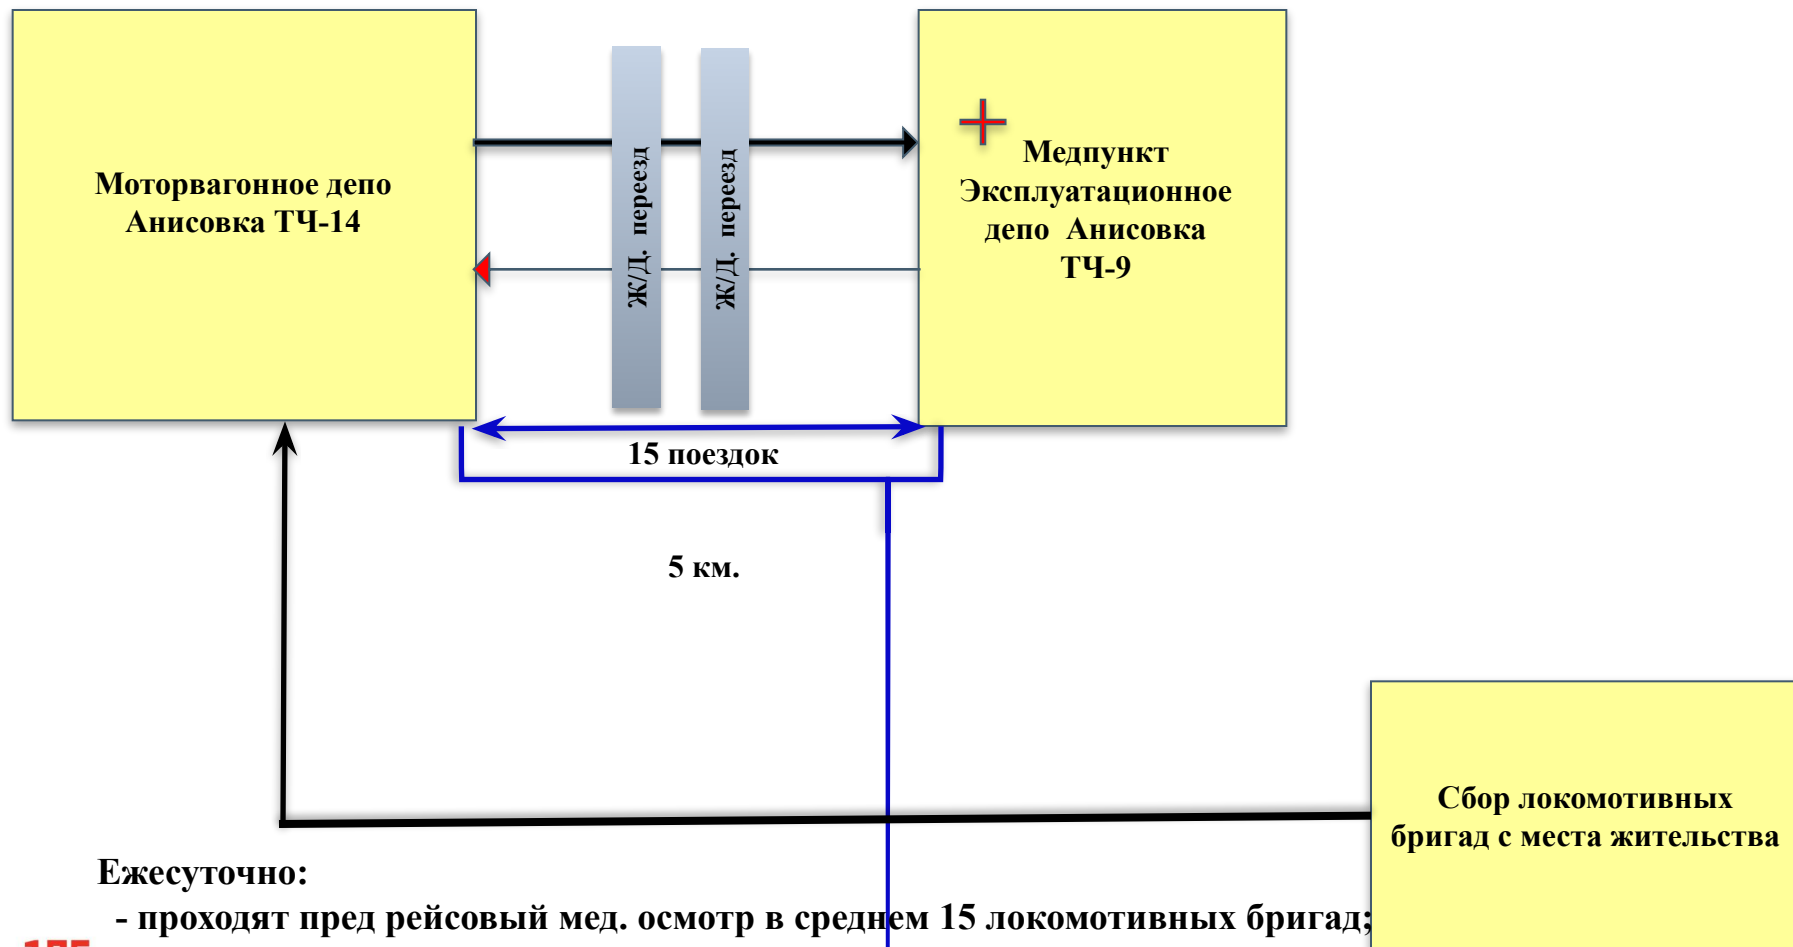 Моторвагонное депо
Анисовка ТЧ-14
Ж/Д. переезд
Ж/Д. переезд
Медпункт
Эксплуатационное
депо Анисовка
ТЧ-9
15 поездок
5 км.
Сбор локомотивных
бригад с места жительства
Ежесуточно:
- проходят пред рейсовый мед. осмотр в среднем 15 локомотивных бригад;